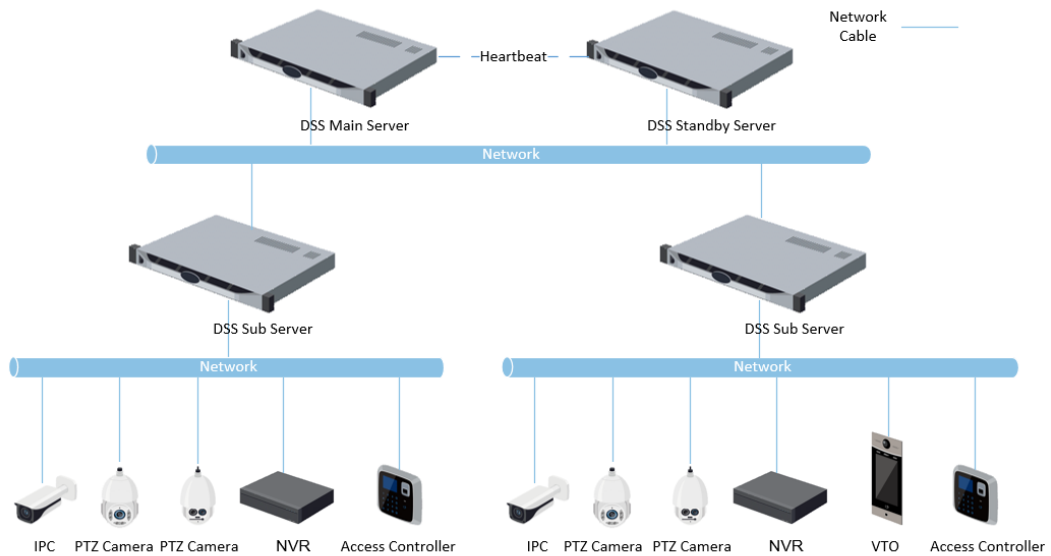 Network
Cable
Heartbeat
DSS Main Server
DSS Standby Server
Network
DSS Sub Server
DSS Sub Server
Network
Network
IPC
PTZ Camera
PTZ Camera
NVR
Access Controller
IPC
PTZ Camera
PTZ Camera
NVR
VTO
Access Controller